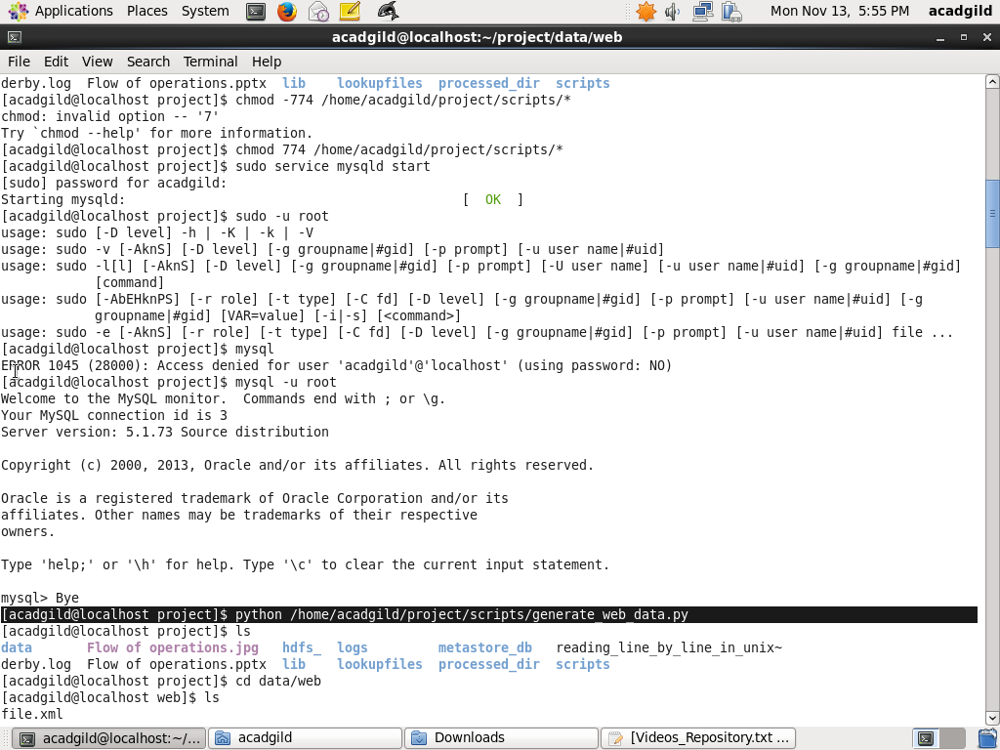 Applications Places System Mon Nov 13, 5:55 PM acadgild
acadgild@localhost:~/project/data/web
File Edit View Search Terminal Help
derby.log  Flow of operations.pptx  lib    lookupfiles  processed_dir  scripts
[acadgild@localhost project]$ chmod -774 /home/acadgild/project/scripts/*
chmod: invalid option -- '7'
Try `chmod --help' for more information.
[acadgild@localhost project]$ chmod 774 /home/acadgild/project/scripts/*
[acadgild@localhost project]$ sudo service mysqld start
[sudo] password for acadgild:
Starting mysqld:                                           [  OK  ]
[acadgild@localhost project]$ sudo -u root
usage: sudo [-D level] -h | -K | -k | -V
usage: sudo -v [-AknS] [-D level] [-g groupname|#gid] [-p prompt] [-u user name|#uid]
usage: sudo -l[l] [-AknS] [-D level] [-g groupname|#gid] [-p prompt] [-U user name] [-u user name|#uid] [-g groupname|#gid]
            [command]
usage: sudo [-AbEHknPS] [-r role] [-t type] [-C fd] [-D level] [-g groupname|#gid] [-p prompt] [-u user name|#uid] [-g
            groupname|#gid] [VAR=value] [-i|-s] [<command>]
usage: sudo -e [-AknS] [-r role] [-t type] [-C fd] [-D level] [-g groupname|#gid] [-p prompt] [-u user name|#uid] file ...
[acadgild@localhost project]$ mysql
ERROR 1045 (28000): Access denied for user 'acadgild'@'localhost' (using password: NO)
[acadgild@localhost project]$ mysql -u root
Welcome to the MySQL monitor.  Commands end with ; or \g.
Your MySQL connection id is 3
Server version: 5.1.73 Source distribution
Copyright (c) 2000, 2013, Oracle and/or its affiliates. All rights reserved.
Oracle is a registered trademark of Oracle Corporation and/or its
affiliates. Other names may be trademarks of their respective
owners.
Type 'help;' or '\h' for help. Type '\c' to clear the current input statement.
mysql> Bye
[acadgild@localhost project]$ python /home/acadgild/project/scripts/generate_web_data.py
[acadgild@localhost project]$ ls
data       Flow of operations.jpg   hdfs_  logs         metastore_db   reading_line_by_line_in_unix~
derby.log  Flow of operations.pptx  lib    lookupfiles  processed_dir  scripts
[acadgild@localhost project]$ cd data/web
[acadgild@localhost web]$ ls
file.xml
acadgild@localhost:~/... acadgild Downloads [Videos_Repository.txt ...